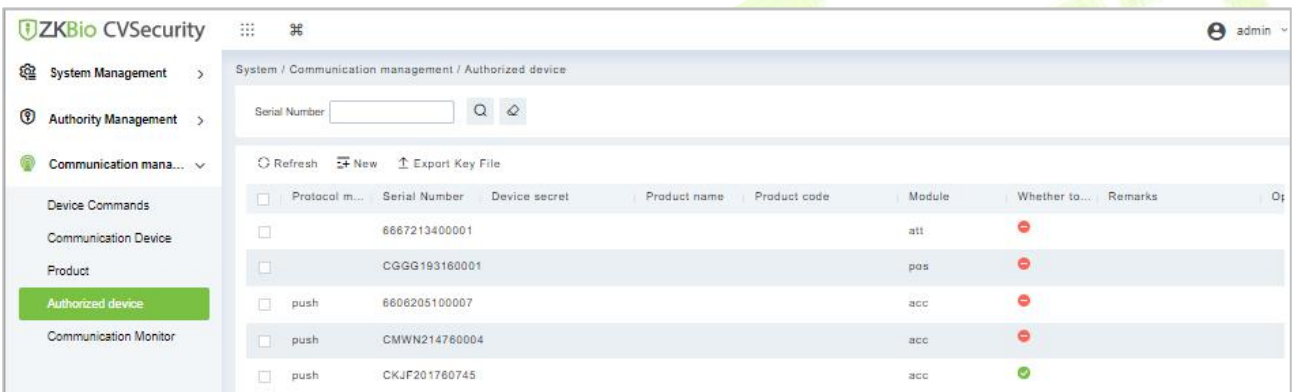 ZKBio CVSecurity
admin
System Management
System / Communication management / Authorized device
Authority Management
Serial Number
Communication mana...
Refresh New Export Key File
Device Commands
Communication Device
Product
Authorized device
Communication Monitor
Protocol m... Serial Number Device secret Product name Product code Module Whether to... Remarks Op
6667213400001 att
CGGG193160001 pos
push 6606205100007 acc
push CMWN214760004 acc
push CKJF201760745 acc